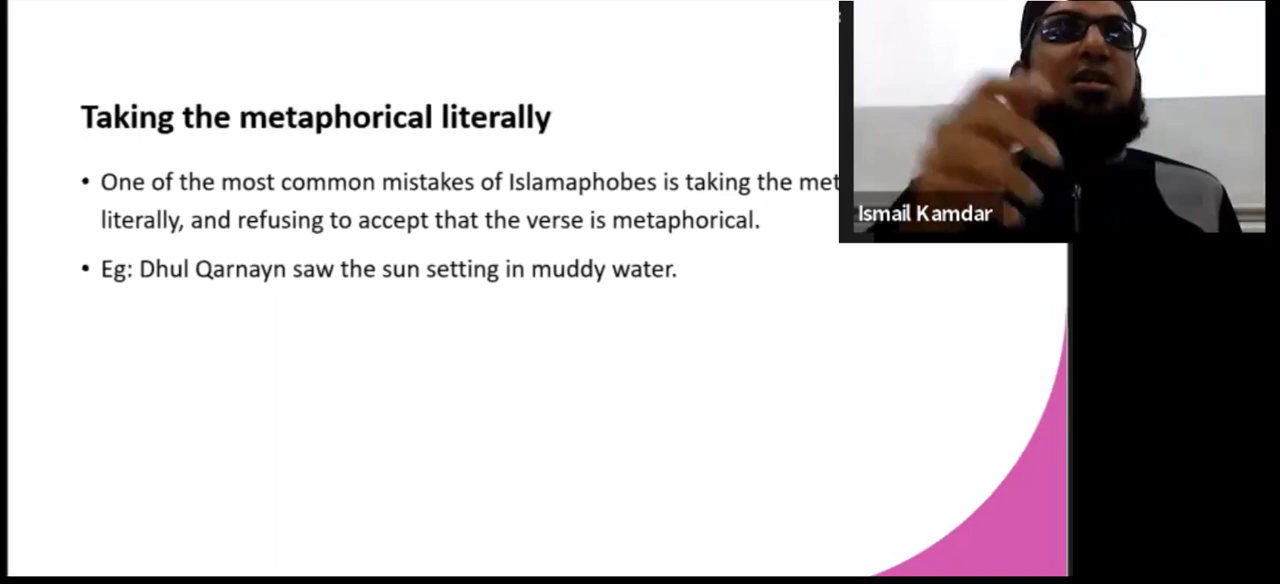 Taking the metaphorical literally
• One of the most common mistakes of Islamaphobes is taking the met
literally, and refusing to accept that the verse is metaphorical.
• Eg: Dhul Qarnayn saw the sun setting in muddy water.
Ismail Kamdar